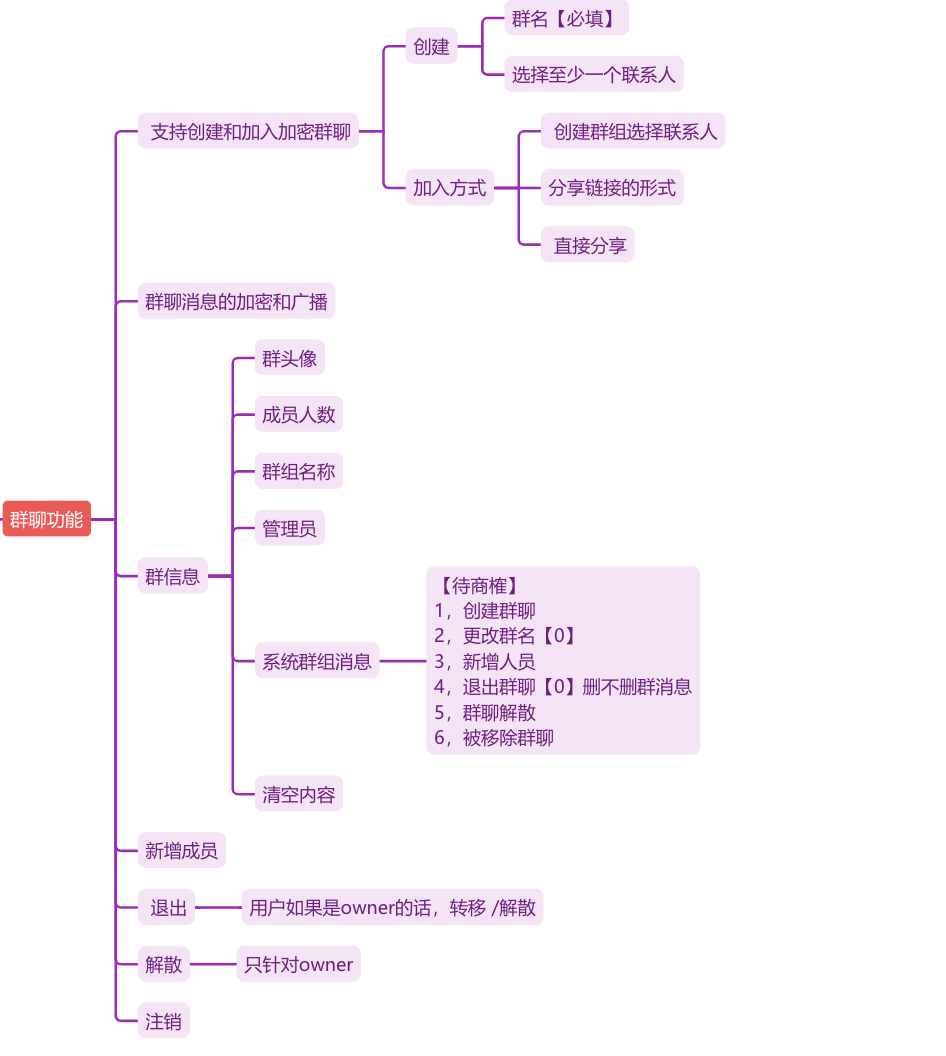 群名【必填】
创建
选择至少一个联系人
支持创建和加入加密群聊
创建群组选择联系人
加入方式
分享链接的形式
直接分享
群聊消息的加密和广播
群头像
成员人数
群组名称
群聊功能
管理员
群信息
【待商榷】
1，创建群聊
2，更改群名【0】
3，新增人员
4，退出群聊【0】删不删群消息
5，群聊解散
6，被移除群聊
系统群组消息
清空内容
新增成员
退出
用户如果是owner的话，转移 /解散
解散
只针对owner
注销